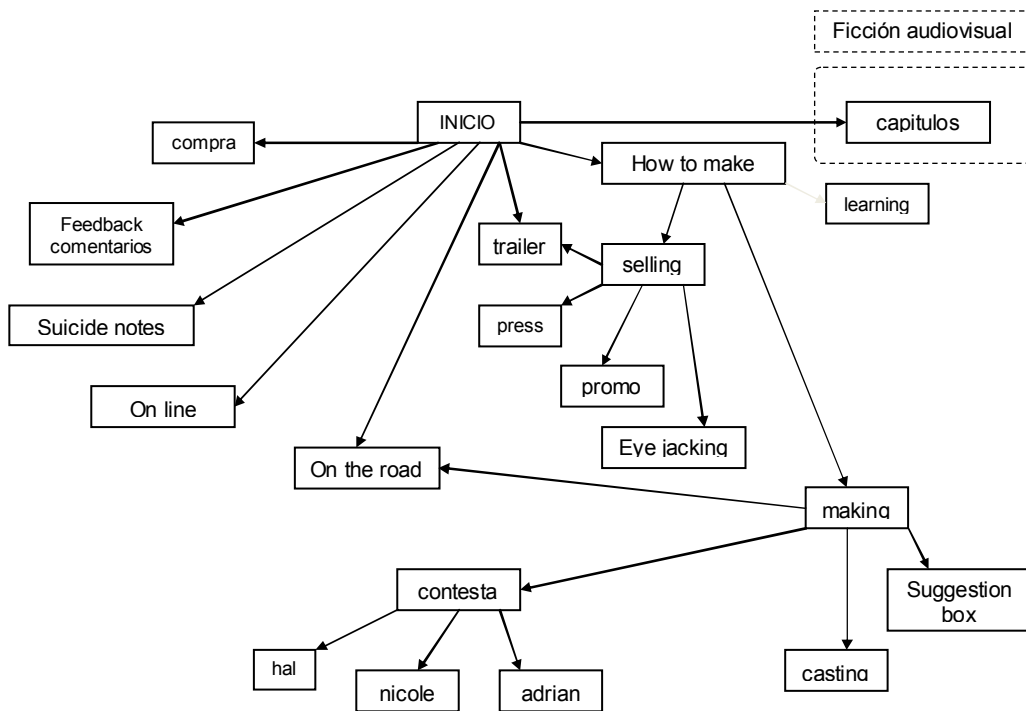 Ficción audiovisual
INICIO
capitulos
compra
How to make
learning
Feedback
comentarios
trailer
selling
Suicide notes
press
promo
On line
Eye jacking
On the road
making
contesta
Suggestion
box
hal
nicole
adrian
casting